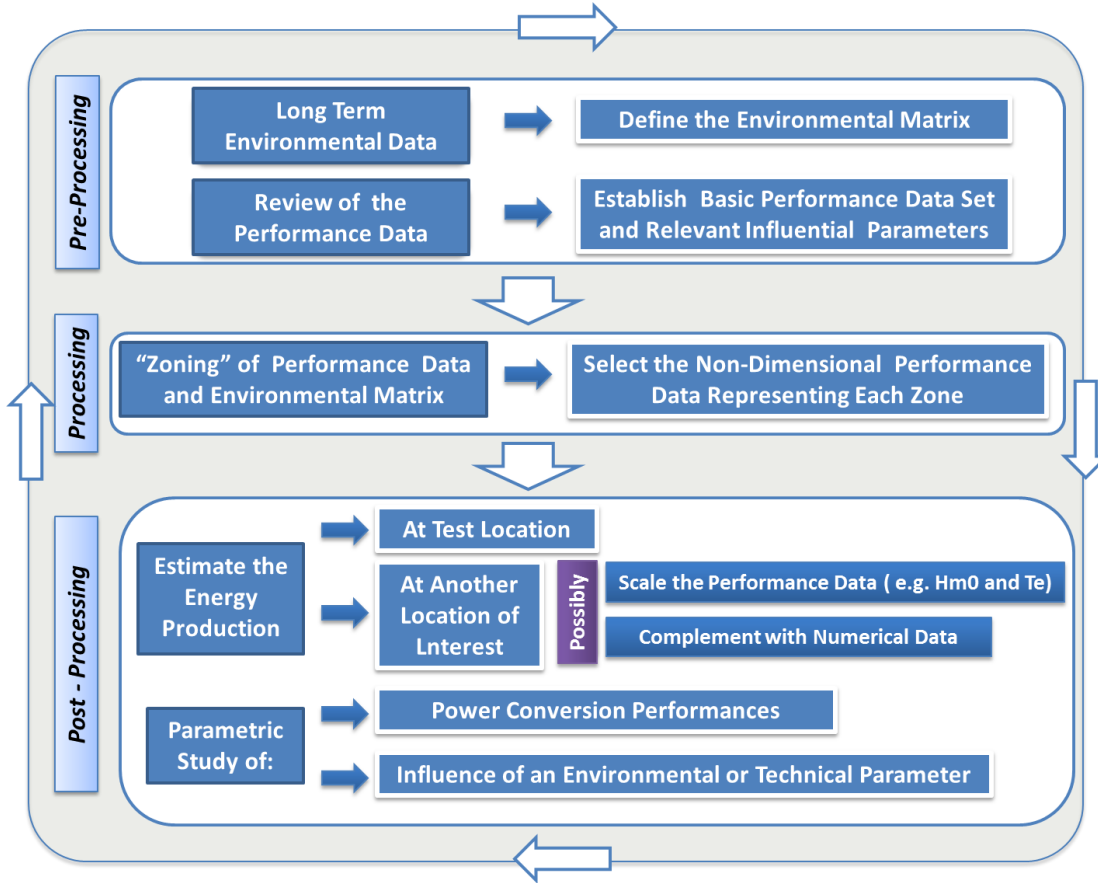 Pre-Processing
Long Term
Environmental Data
Define the Environmental Matrix
Review of the
Performance Data
Establish Basic Performance Data Set
and Relevant Influential Parameters
Processing
“Zoning” of Performance Data
and Environmental Matrix
Select the Non-Dimensional Performance
Data Representing Each Zone
Post - Processing
Estimate the
Energy
Production
At Test Location
At Another
Location of
Lnterest
Possibly
Scale the Performance Data ( e.g. Hm0 and Te)
Complement with Numerical Data
Parametric
Study of:
Power Conversion Performances
Influence of an Environmental or Technical Parameter